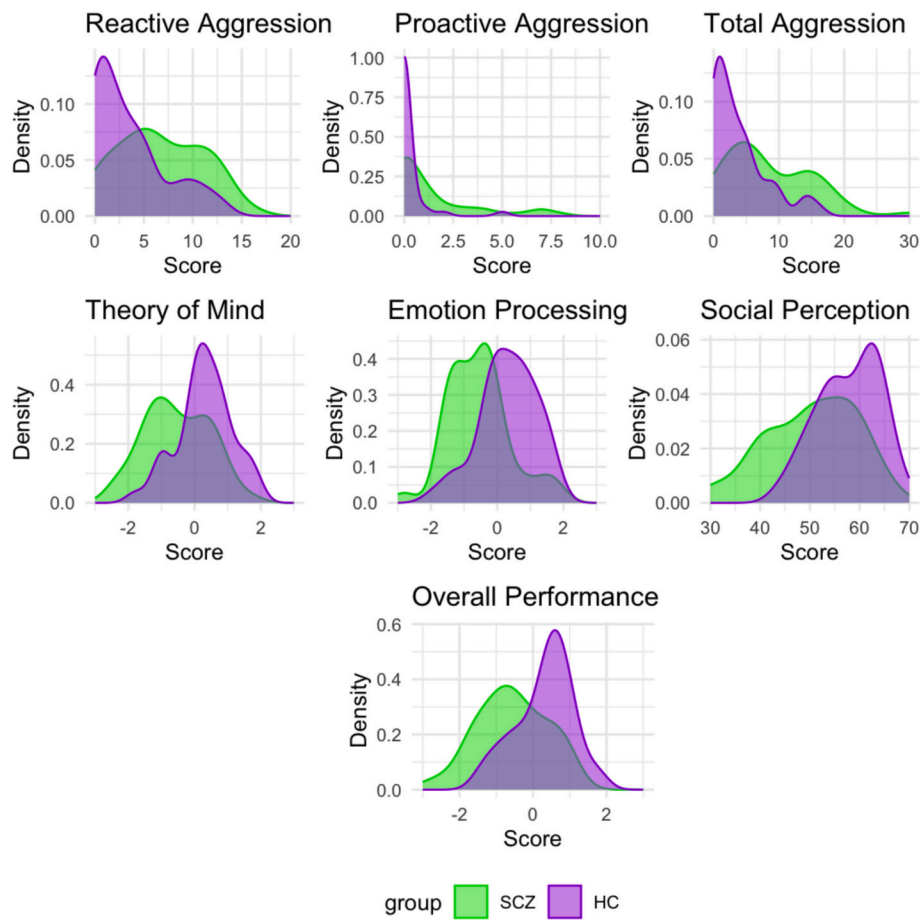 Reactive Aggression
Density
0.10
0.05
0.00
0 5 10 15 20
Score
Proactive Aggression
Density
1.00
0.75
0.50
0.25
0.00
0.0 2.5 5.0 7.5 10.0
Score
Total Aggression
Density
0.10
0.05
0.00
0 10 20 30
Score
Theory of Mind
Density
0.4
0.2
0.0
-2 0 2
Score
Emotion Processing
Density
0.4
0.3
0.2
0.1
0.0
-2 0 2
Score
Social Perception
Density
0.06
0.04
0.02
0.00
30 40 50 60 70
Score
Overall Performance
Density
0.6
0.4
0.2
0.0
-2 0 2
Score
group SCZ HC